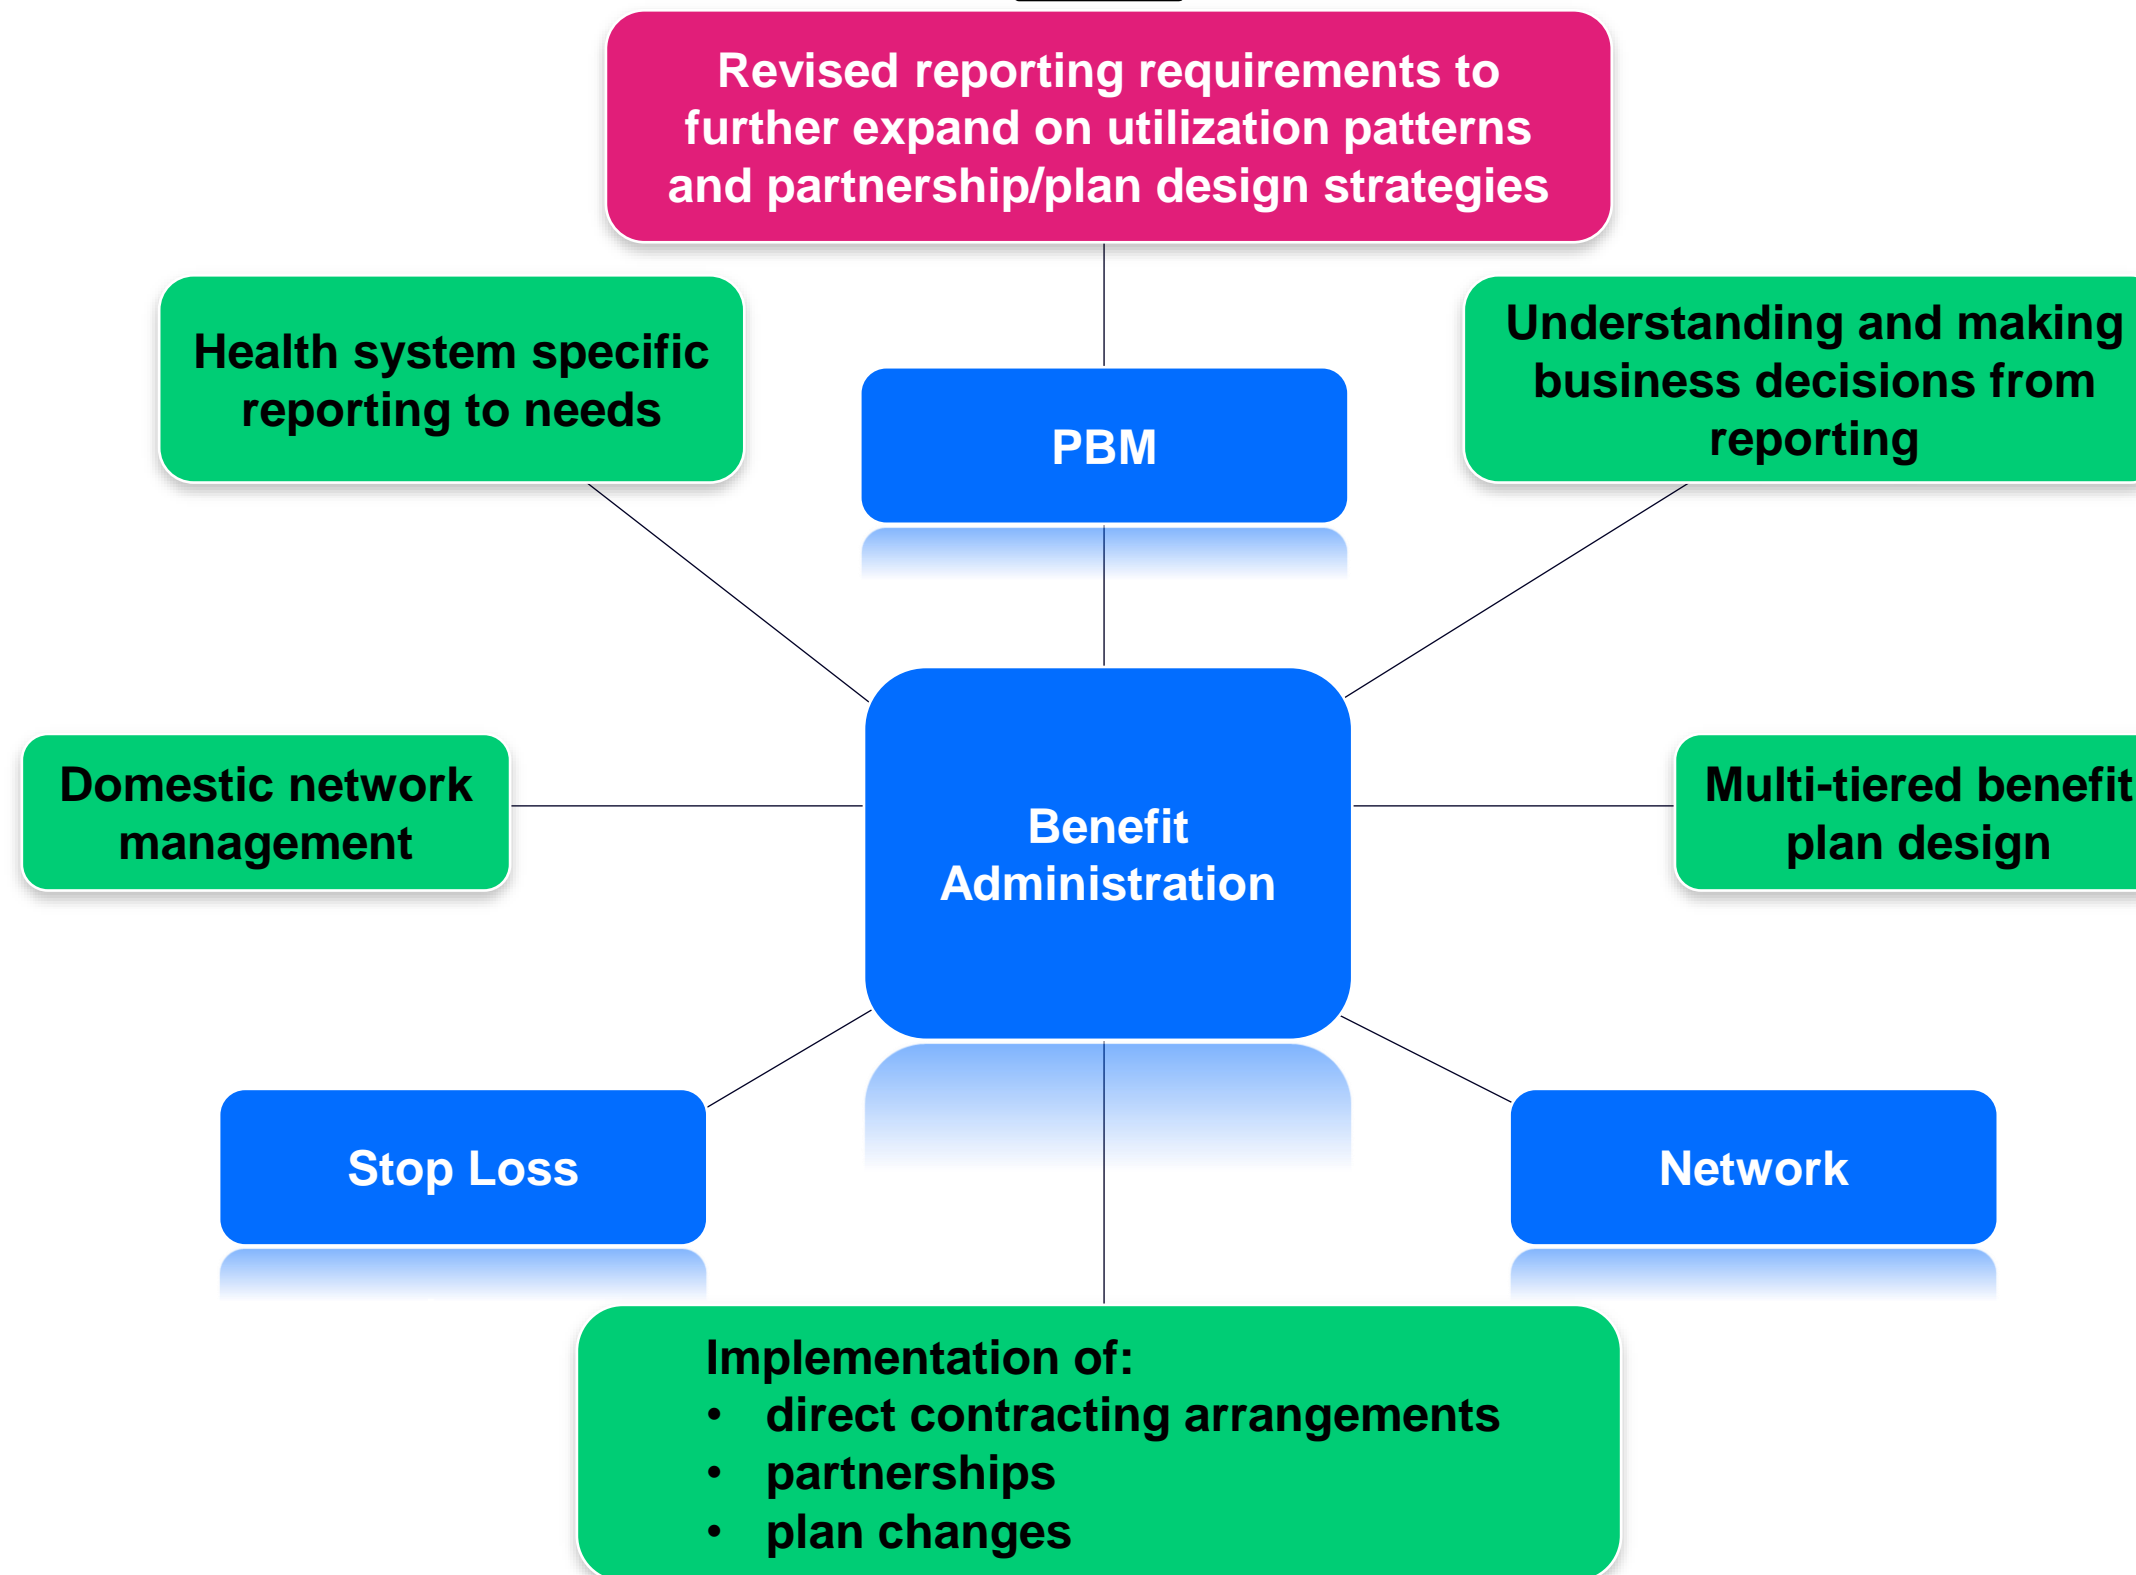 Revised reporting requirements to
further expand on utilization patterns
and partnership/plan design strategies
Health system specific
reporting to needs
Understanding and making
business decisions from
reporting
PBM
Domestic network
management
Benefit
Administration
Multi-tiered benefit
plan design
Stop Loss
Network
Implementation of:
• direct contracting arrangements
• partnerships
• plan changes